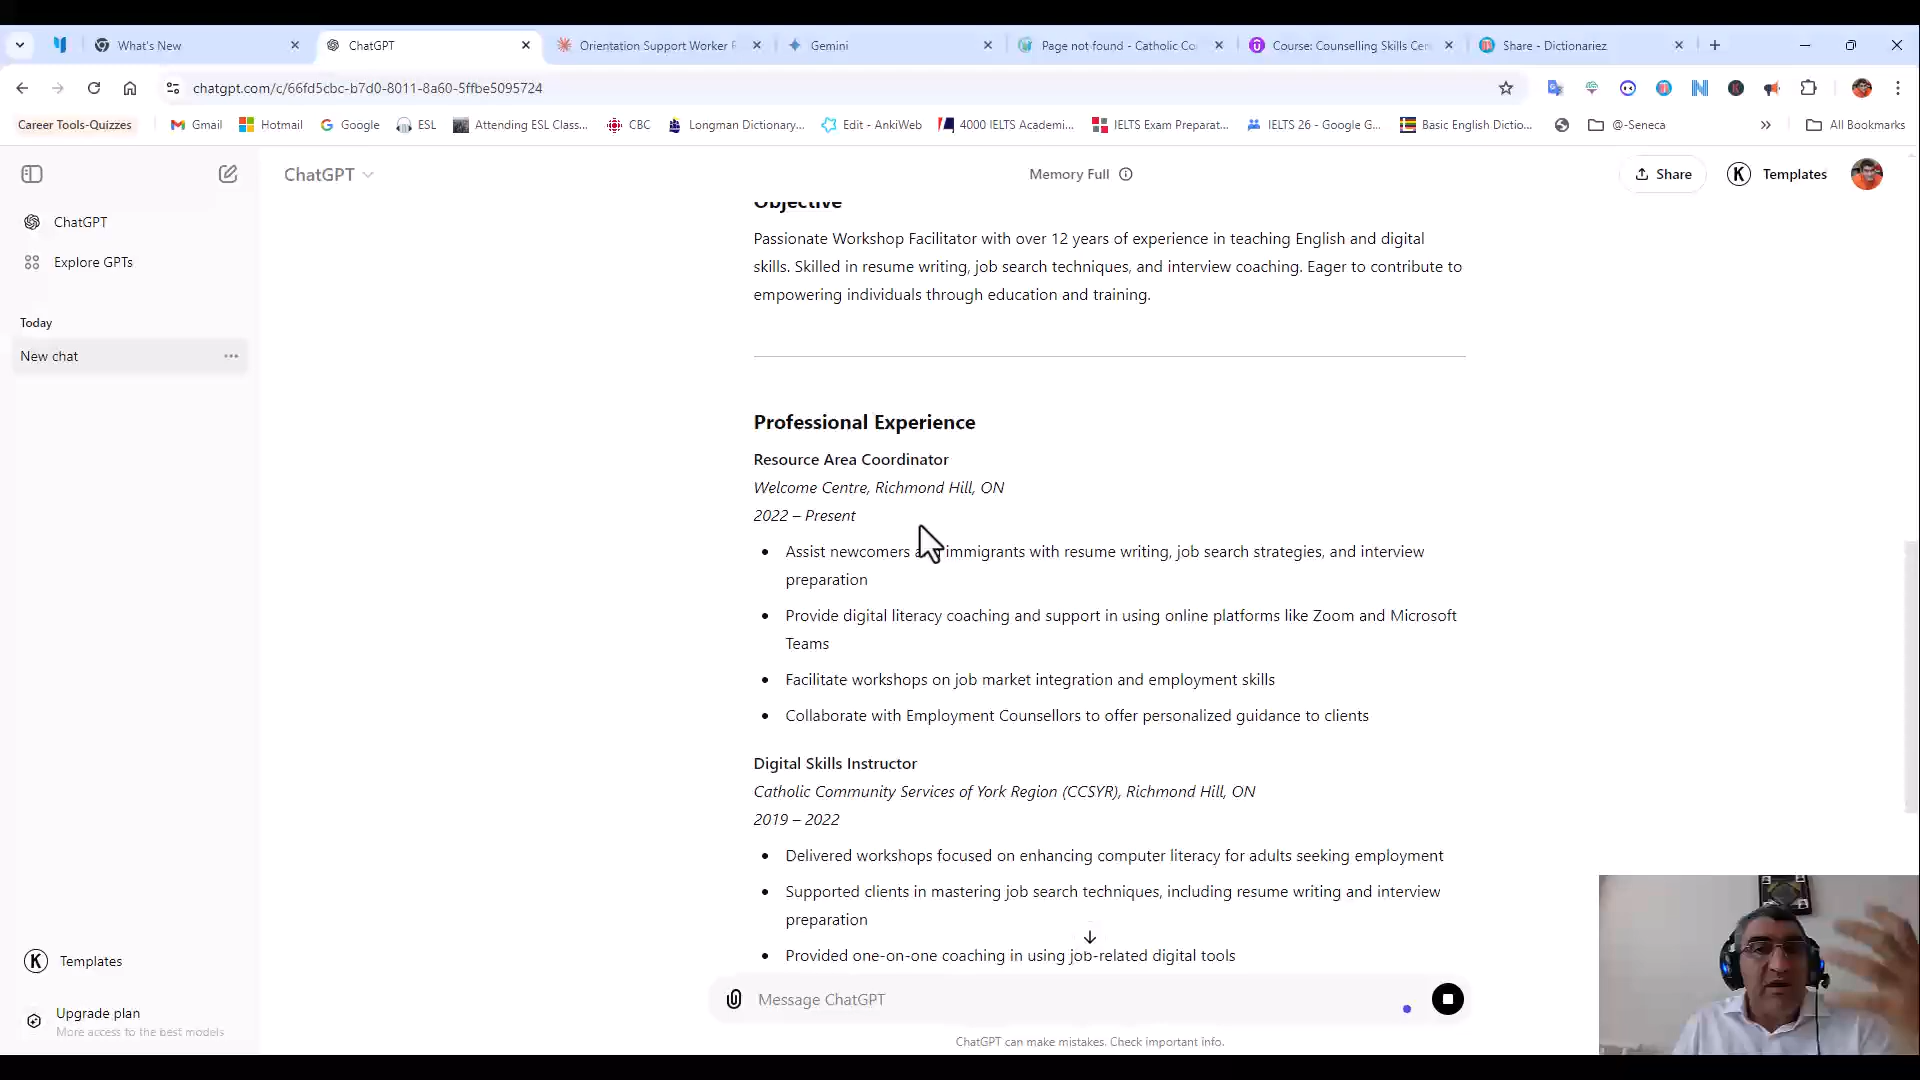 What's New
ChatGPT
Orientation Support Worker
Gemini
Page not found - Catholic Co
Course: Counselling Skills Cer
Share - Dictionariez
chatgpt.com/c/66fd5cbc-b7d0-8011-8a60-5ffbe5095724
Career Tools-Quizzes
Gmail
Hotmail
Google
ESL
Attending ESL Class...
CBC
Longman Dictionary...
Edit - AnkiWeb
4000 IELTS Academi...
IELTS Exam Preparat...
IELTS 26 - Google G...
Basic English Dictio...
@-Seneca
All Bookmarks
ChatGPT
Memory Full
Share
K Templates
ChatGPT
Explore GPTs
Today
New chat
Objective
Passionate Workshop Facilitator with over 12 years of experience in teaching English and digital
skills. Skilled in resume writing, job search techniques, and interview coaching. Eager to contribute to
empowering individuals through education and training.
Professional Experience
Resource Area Coordinator
Welcome Centre, Richmond Hill, ON
2022 – Present
• Assist newcomers immigrants with resume writing, job search strategies, and interview
preparation
• Provide digital literacy coaching and support in using online platforms like Zoom and Microsoft
Teams
• Facilitate workshops on job market integration and employment skills
• Collaborate with Employment Counsellors to offer personalized guidance to clients
Digital Skills Instructor
Catholic Community Services of York Region (CCSYR), Richmond Hill, ON
2019 – 2022
• Delivered workshops focused on enhancing computer literacy for adults seeking employment
• Supported clients in mastering job search techniques, including resume writing and interview
preparation
• Provided one-on-one coaching in using job-related digital tools
K Templates
Upgrade plan
More access to the best models
Message ChatGPT
ChatGPT can make mistakes. Check important info.